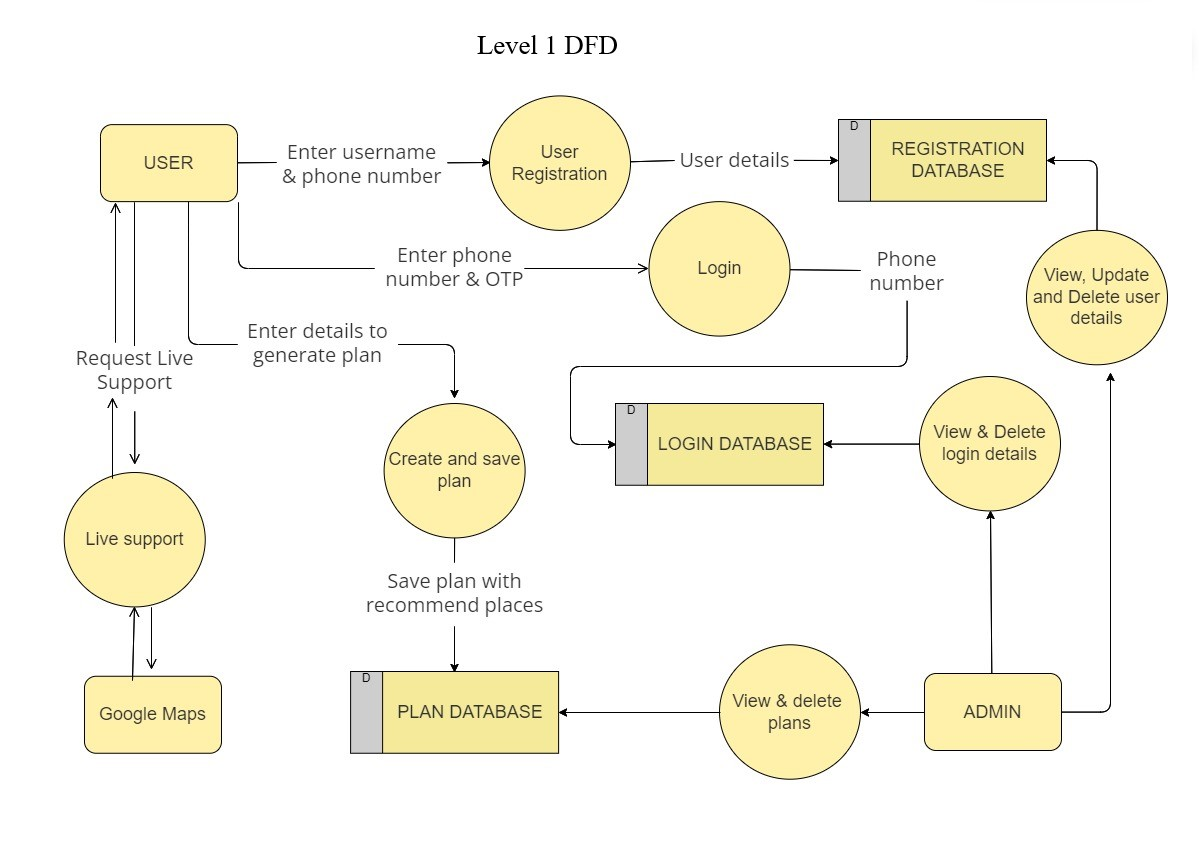 Level 1 DFD
USER
Enter username
& phone number
User
Registration
User details
D
REGISTRATION
DATABASE
Enter phone
number & OTP
Login
Phone
number
View, Update
and Delete user
details
Enter details to
generate plan
Request Live
Support
D
LOGIN DATABASE
View & Delete
login details
Create and save
plan
Live support
Save plan with
recommend places
Google Maps
D
PLAN DATABASE
View & delete
plans
ADMIN